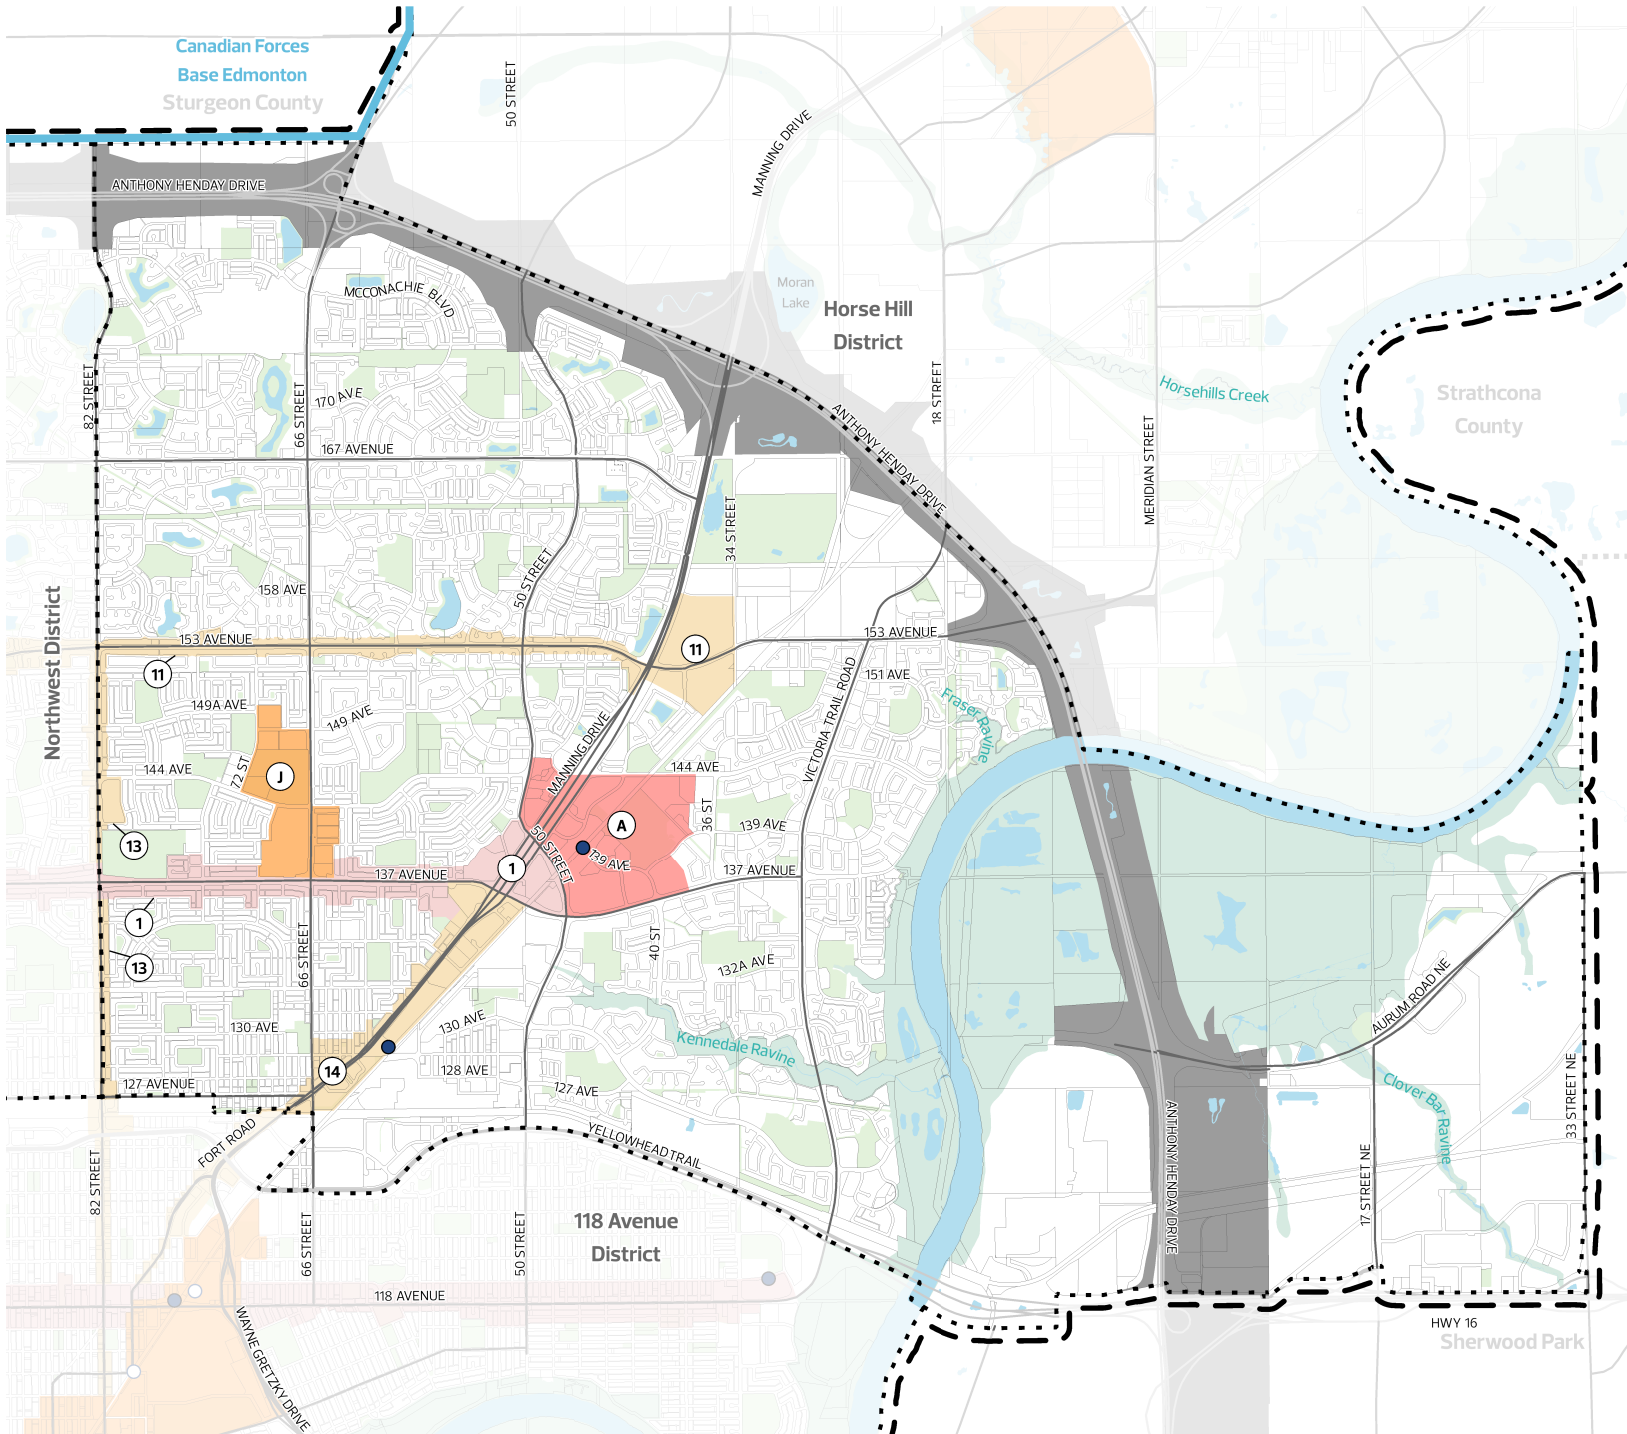 Canadian Forces
Base Edmonton
Sturgeon County
50 STREET
MANNING DRIVE
ANTHONY HENDAY DRIVE
Moran
Lake
MCCONACHIE BLVD
Horse Hill
District
82 STREET
66 STREET
170 AVE
18 STREET
Horsehills Creek
Strathcona
County
ANTHONY HENDAY DRIVE
MERIDIAN STREET
167 AVENUE
34 STREET
50 STREET
158 AVE
Northwest District
153 AVENUE
153 AVENUE
11
11
151 AVE
VICTORIA TRAIL ROAD
Fraser Ravine
149A AVE
149 AVE
MANNING DRIVE
144 AVE
72 ST
J
144 AVE
36 ST
A
139 AVE
50 STREET
139 AVE
13
1
137 AVENUE
137 AVENUE
1
13
66 STREET
40 ST
132A AVE
AURUM ROAD NE
130 AVE
130 AVE
Kennedale Ravine
14
128 AVE
127 AVENUE
127 AVE
Clover Bar Ravine
33 STREET NE
FORT ROAD
YELLOWHEAD TRAIL
ANTHONY HENDAY DRIVE
17 STREET NE
82 STREET
66 STREET
50 STREET
118 Avenue
District
118 AVENUE
WAYNE GRETZKY DRIVE
HWY 16
Sherwood Park